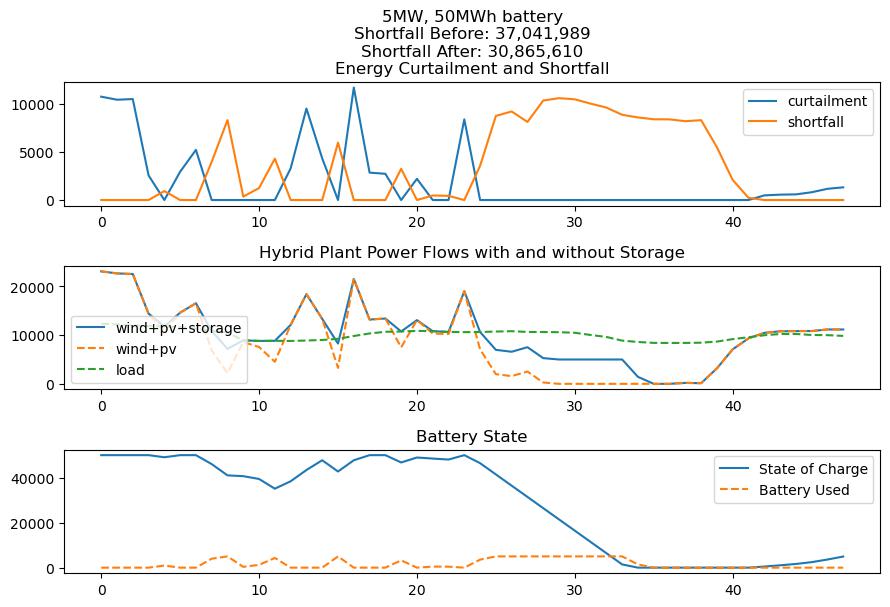 5MW, 50MWh battery
Shortfall Before: 37,041,989
Shortfall After: 30,865,610
Energy Curtailment and Shortfall
10000
5000
0
curtailment
shortfall
0 10 20 30 40
Hybrid Plant Power Flows with and without Storage
20000
10000
0
wind+pv+storage
wind+pv
load
0 10 20 30 40
Battery State
40000
20000
0
State of Charge
Battery Used
0 10 20 30 40